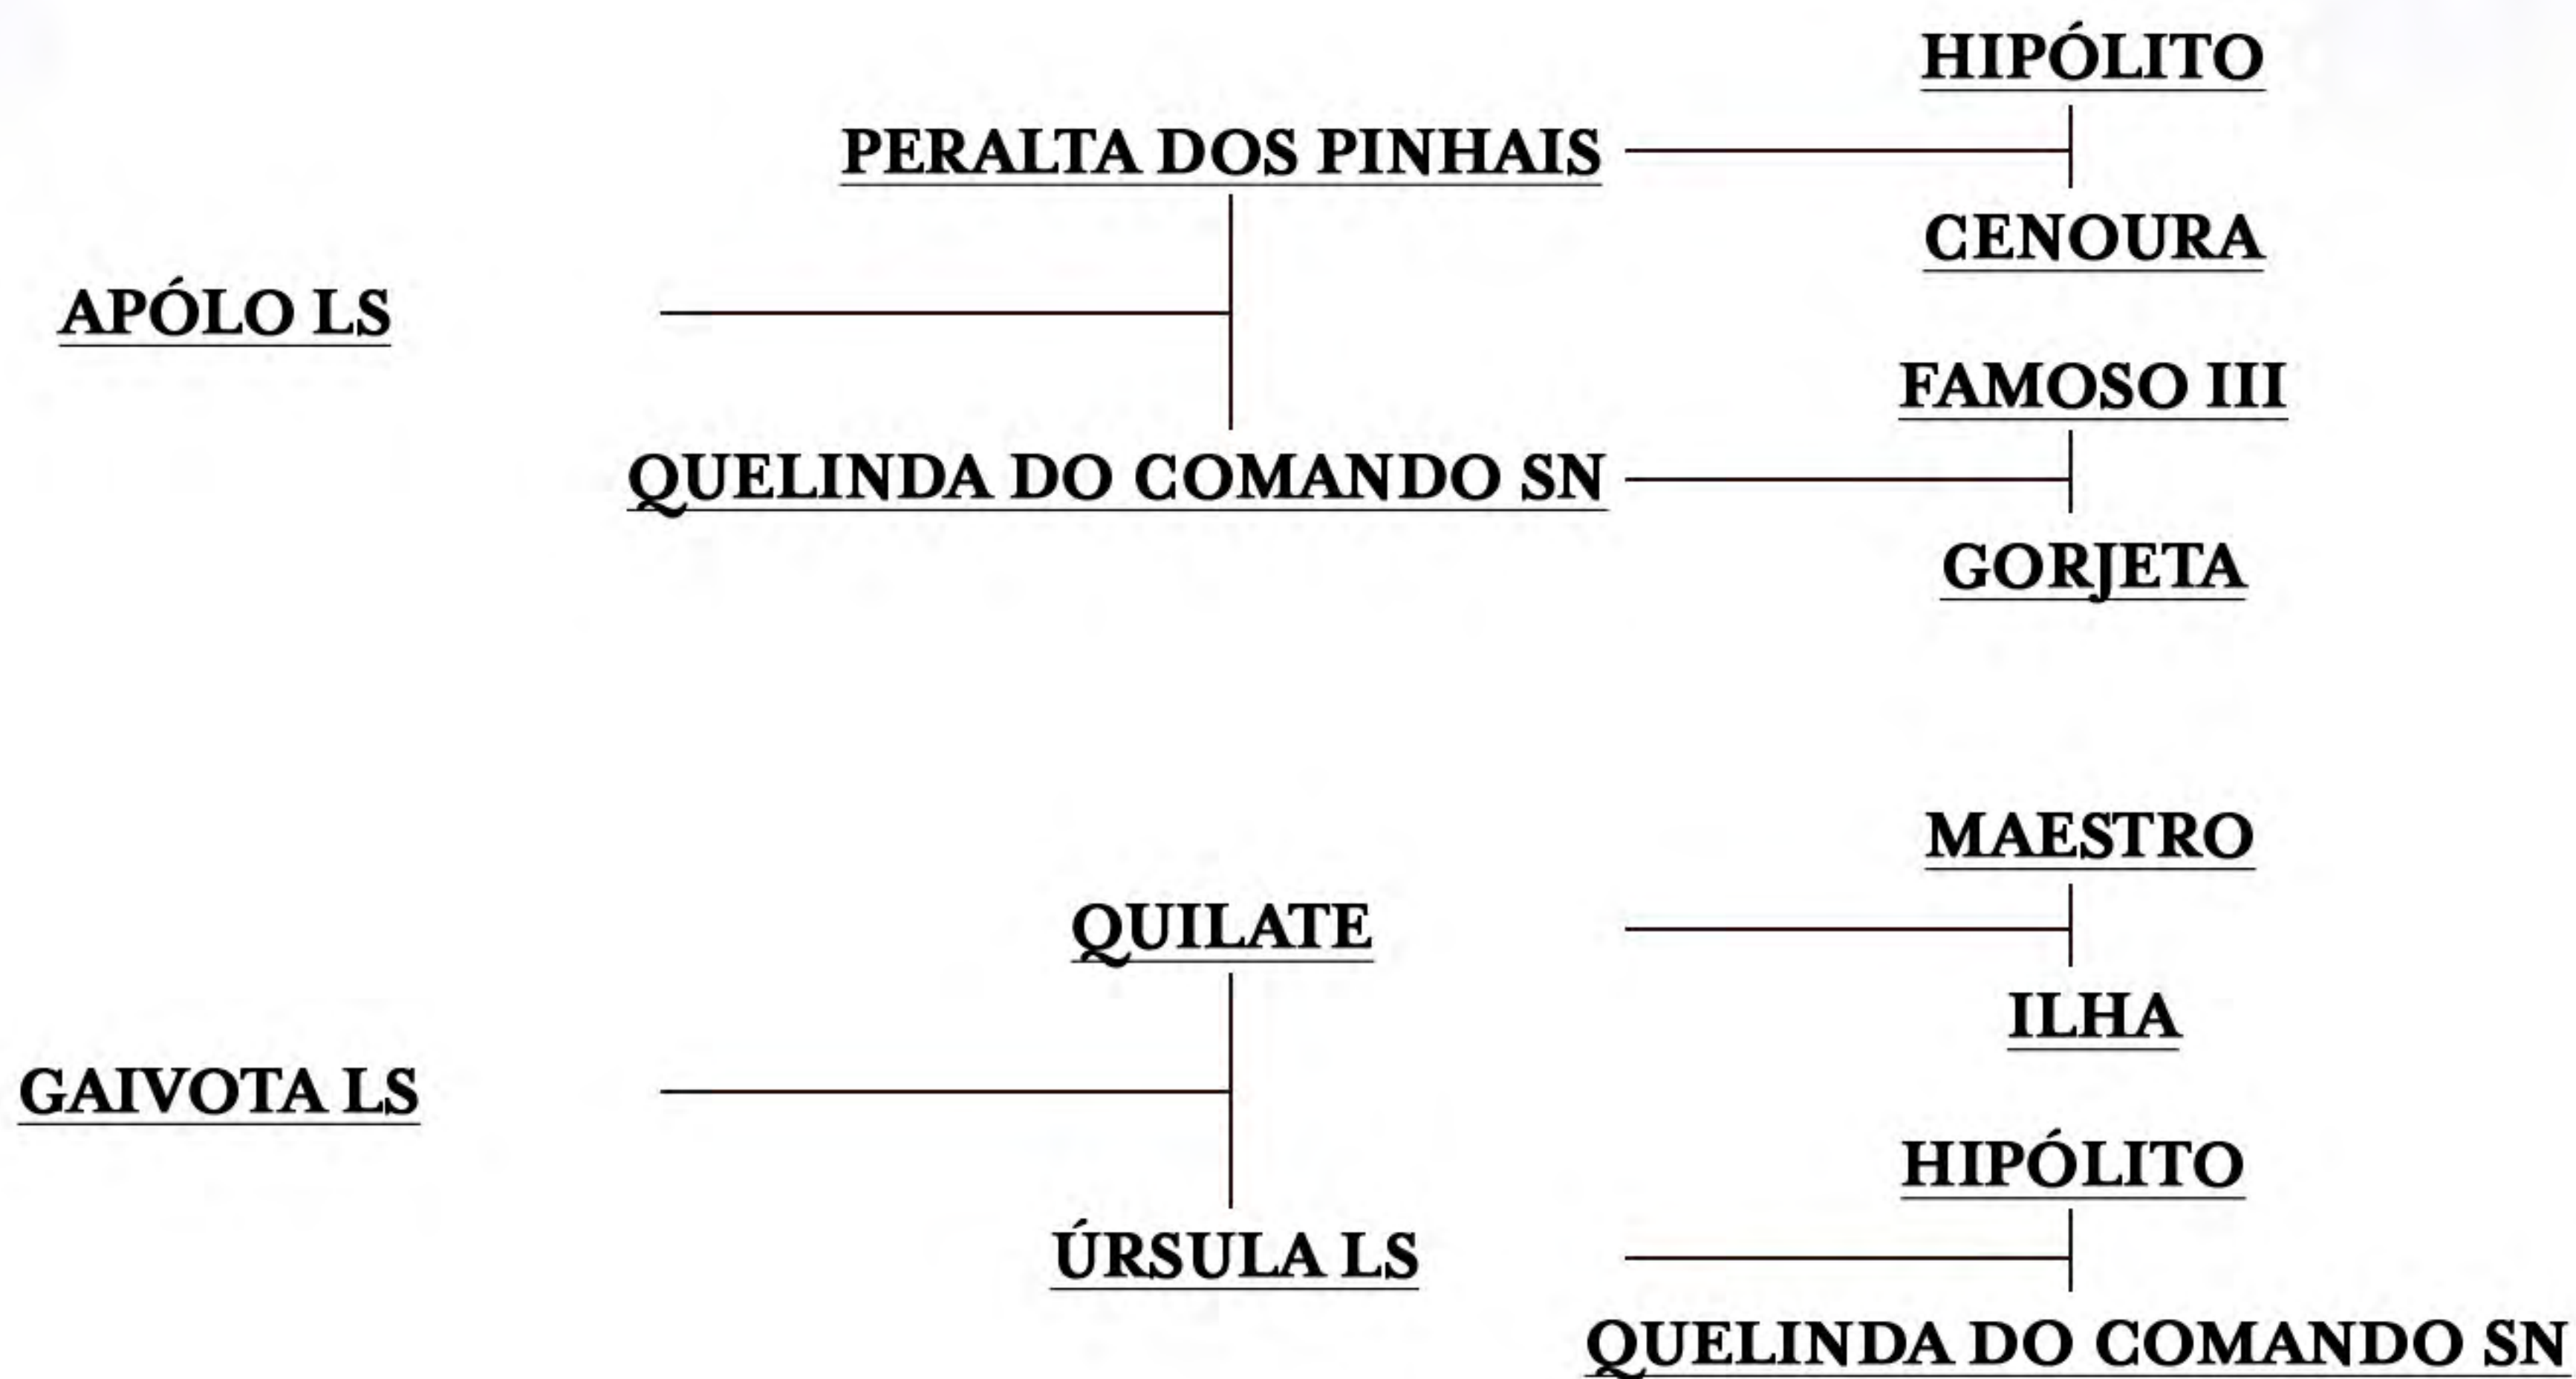 HIPÓLITO
PERALTA DOS PINHAIS
CENOURA
APÓLO LS
FAMOSO III
QUELINDA DO COMANDO SN
GORJETA
MAESTRO
QUILATE
ILHA
GAIVOTA LS
HIPÓLITO
ÚRSULA LS
QUELINDA DO COMANDO SN